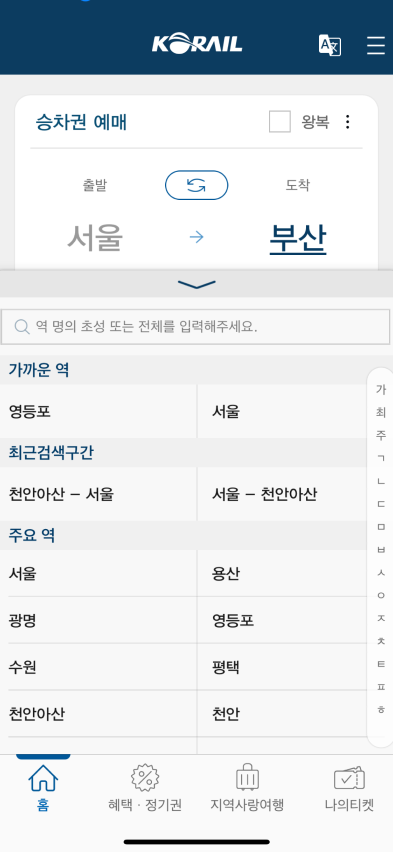 KORAIL
승차권 예매 왕복
출발 도착
서울 → 부산
역 명의 초성 또는 전체를 입력해주세요.
가까운 역
영등포 서울
최근검색구간
천안아산 – 서울 서울 – 천안아산
주요 역
서울 용산
광명 영등포
수원 평택
천안아산 천안
가
최
주
ㄱ
ㄴ
ㄷ
ㅁ
ㅂ
ㅅ
ㅇ
ㅈ
ㅊ
ㅌ
ㅍ
ㅎ
홈 혜택 · 정기권 지역사랑여행 나의티켓